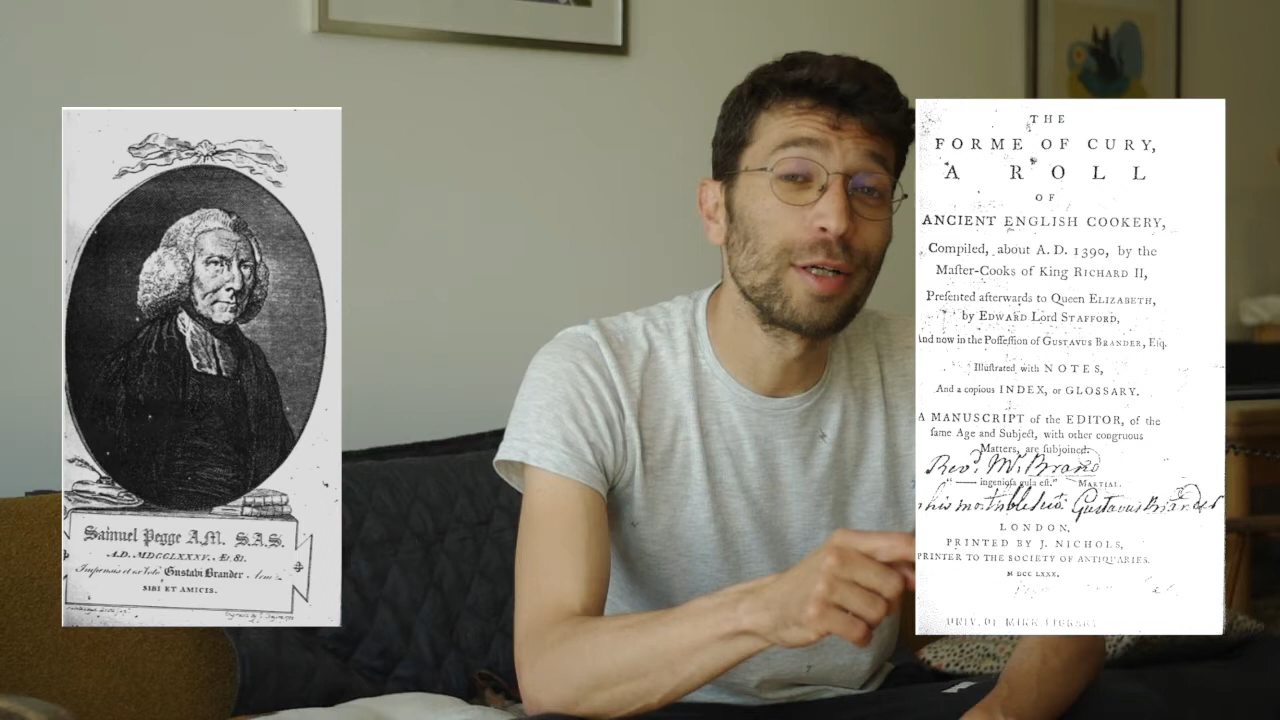 Samuel Pegge A.M. S.A.S.
A.D. MDCCLXXXV. Æt. 81.
Impensis et ex Voto Gustavi Brander
SIBI ET AMICIS.
THE
FORME OF CURY,
A ROLL
OF
ANCIENT ENGLISH COOKERY,
Compiled, about A. D. 1390, by the
Maſter-Cooks of King RICHARD II,
Preſented afterwards to Queen ELIZABETH,
by EDWARD Lord STAFFORD,
And now in the Poſſeſſion of GUSTAVUS BRANDER, Eſq.
Illuſtrated with NOTES,
And a copious INDEX, or GLOSSARY.
A MANUSCRIPT of the EDITOR, of the
ſame Age and Subject, with other congruous
Matters, are ſubjoined.
Revd. Mr. Brand
"—— ingenioſa gula eſt." MARTIAL.
Gustavus Brander
LONDON,
PRINTED BY J. NICHOLS,
PRINTER TO THE SOCIETY OF ANTIQUARIES.
M DCC LXXX.